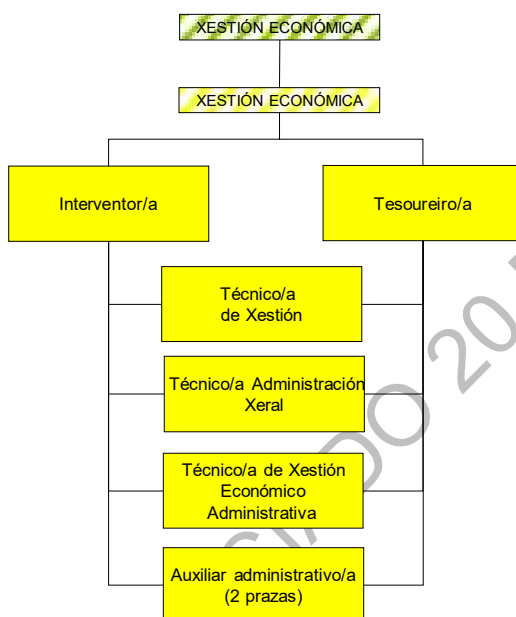 XESTIÓN ECONÓMICA
XESTIÓN ECONÓMICA
Interventor/a
Tesoureiro/a
Técnico/a
de Xestión
Técnico/a Administración
Xeral
Técnico/a de Xestión
Económico
Administrativa
Auxiliar administrativo/a
(2 prazas)